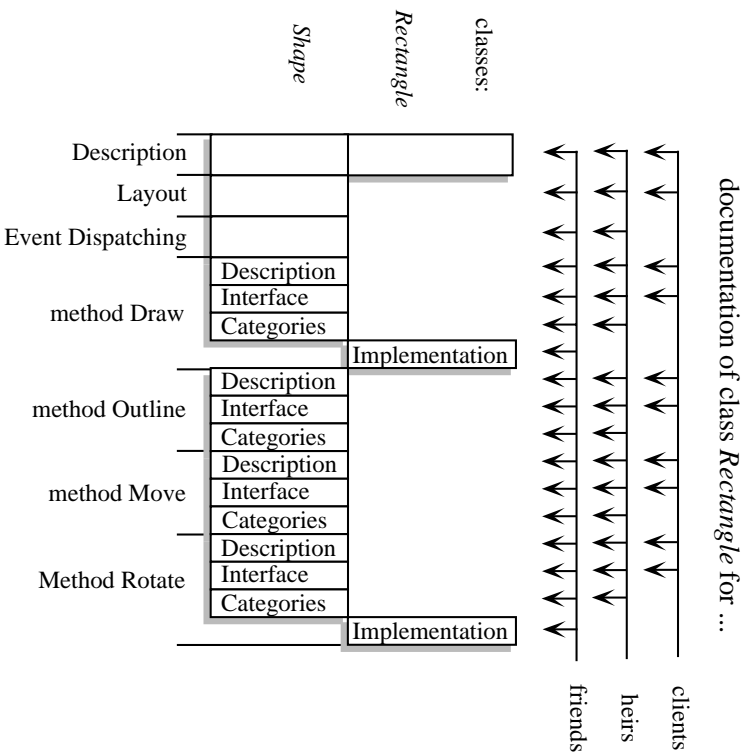 classes:
Rectangle
Shape
Description
Layout
Event Dispatching
method Draw
Description
Interface
Categories
Implementation
method Outline
Description
Interface
Categories
method Move
Description
Interface
Categories
Method Rotate
Description
Interface
Categories
Implementation
documentation of class Rectangle for ...
clients
heirs
friends